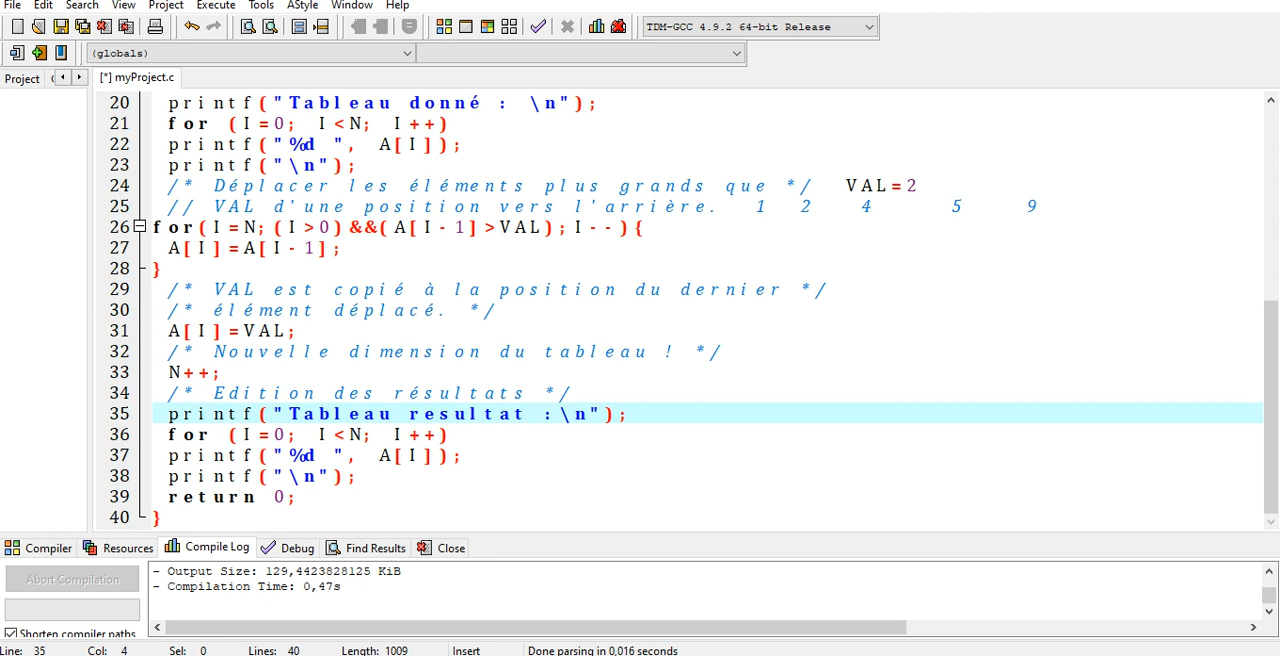 File Edit Search View Project Execute Tools AStyle Window Help
TDM-GCC 4.9.2 64-bit Release
(globals)
Project [*] myProject.c
20 printf("Tableau donné : \n");
21 for (I=0; I<N; I++)
22 printf("%d ", A[I]);
23 printf("\n");
24 /* Déplacer les éléments plus grands que */ VAL=2
25 // VAL d'une position vers l'arrière. 1 2 4 5 9
26 for(I=N;(I>0)&&(A[I-1]>VAL);I--){
27 A[I]=A[I-1];
28 }
29 /* VAL est copié à la position du dernier */
30 /* élément déplacé. */
31 A[I]=VAL;
32 /* Nouvelle dimension du tableau ! */
33 N++;
34 /* Edition des résultats */
35 printf("Tableau resultat :\n");
36 for (I=0; I<N; I++)
37 printf("%d ", A[I]);
38 printf("\n");
39 return 0;
40 }
Compiler Resources Compile Log Debug Find Results Close
Abort Compilation
- Output Size: 129,4423828125 KiB
- Compilation Time: 0,47s
Shorten compiler paths
Line: 35 Col: 4 Sel: 0 Lines: 40 Length: 1009 Insert Done parsing in 0,016 seconds